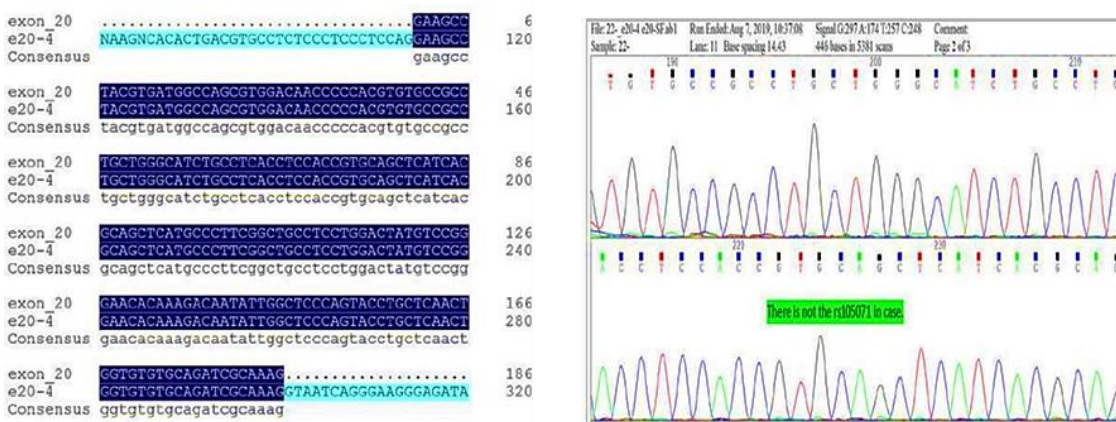 exon_20 ..................................GAAGCC 6
e20-4 NAAGNCACACTGACGTGCCTCTCCCTCCCTCCAGGAAGCC 120
Consensus gaagcc
exon_20 TACGTGATGGCCAGCGTGGACAACCCCCACGTGTGCCGCC 46
e20-4 TACGTGATGGCCAGCGTGGACAACCCCCACGTGTGCCGCC 160
Consensus tacgtgatggccagcgtggacaacccccacgtgtgccgcc
exon_20 TGCTGGGCATCTGCCTCACCTCCACCGTGCAGCTCATCAC 86
e20-4 TGCTGGGCATCTGCCTCACCTCCACCGTGCAGCTCATCAC 200
Consensus tgctgggcatctgcctcacctccaccgtgcagctcatcac
exon_20 GCAGCTCATGCCCTTCGGCTGCCTCCTGGACTATGTCCGG 126
e20-4 GCAGCTCATGCCCTTCGGCTGCCTCCTGGACTATGTCCGG 240
Consensus gcagctcatgcccttcggctgcctcctggactatgtccgg
exon_20 GAACACAAAGACAATATTGGCTCCCAGTACCTGCTCAACT 166
e20-4 GAACACAAAGACAATATTGGCTCCCAGTACCTGCTCAACT 280
Consensus gaacacaaagacaatattggctcccagtacctgctcaact
exon_20 GGTGTGTGCAGATCGCAAAG.................... 186
e20-4 GGTGTGTGCAGATCGCAAAGGTAATCAGGGAAGGGAGATA 320
Consensus ggtgtgtgcagatcgcaaag
File: 22-_e20-4 e20-SF.ab1 Run Ended: Aug 7, 2019, 10:37:08 Signal G:297 A:174 T:257 C:248 Comment:
Sample: 22- Lane: 11 Base spacing 14.43 446 bases in 5381 scans Page 2 of 3
190 200 210
T G T G C C G C C T G C T G G G C A T C T G C C T C
221 230
A C C T C C A C C G T G C A G C T C A T C A C G C A
There is not the rs105071 in case.